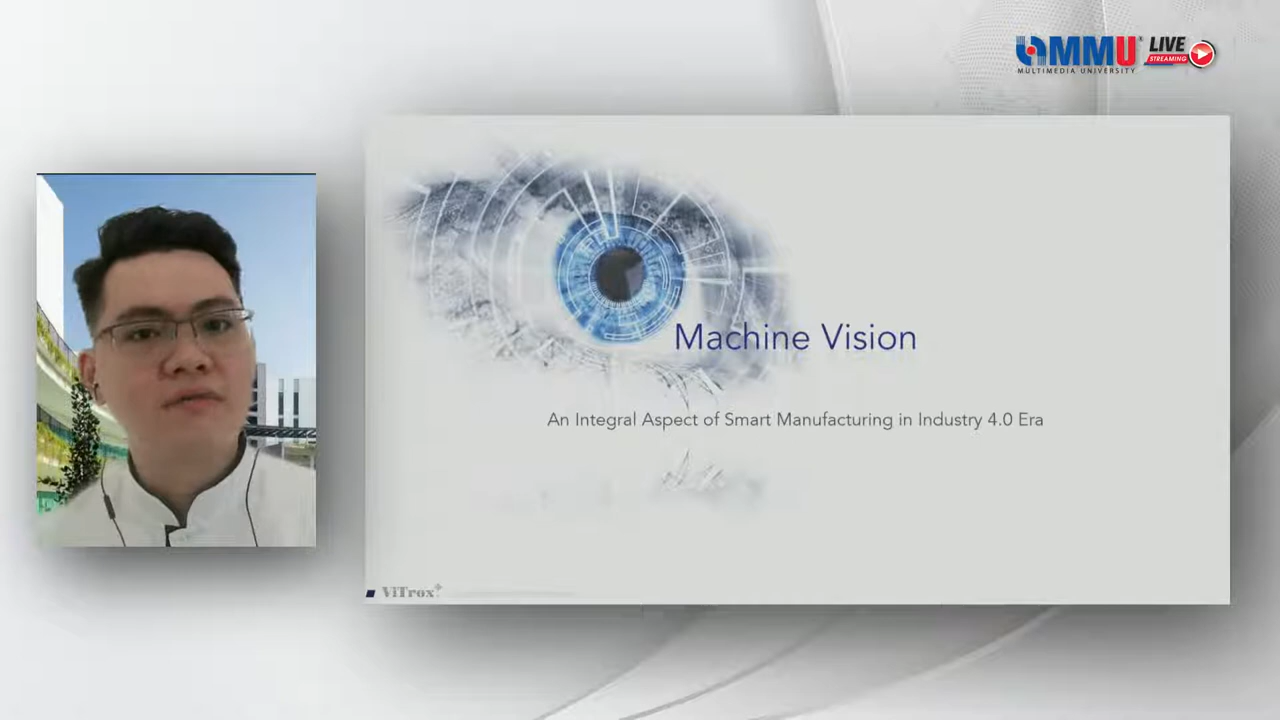 MMU LIVE
STREAMING
MULTIMEDIA UNIVERSITY
Machine Vision
An Integral Aspect of Smart Manufacturing in Industry 4.0 Era
ViTrox